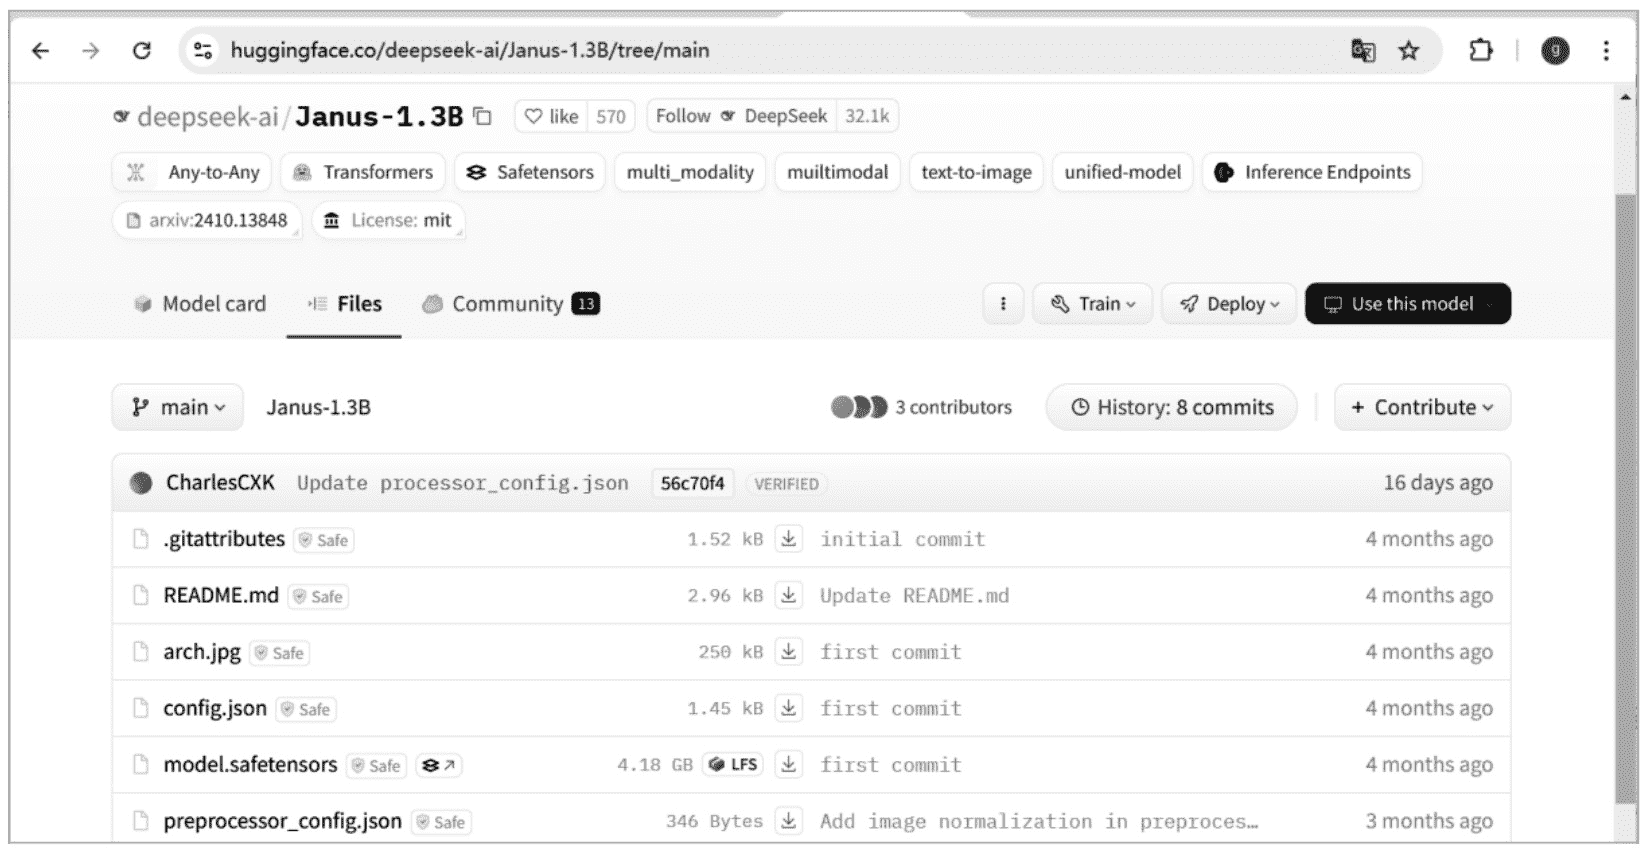 huggingface.co/deepseek-ai/Janus-1.3B/tree/main g
deepseek-ai/Janus-1.3B like 570 Follow DeepSeek 32.1k
Any-to-Any Transformers Safetensors multi_modality muiltimodal text-to-image unified-model Inference Endpoints
arxiv:2410.13848 License: mit
Model card Files Community 13 Train Deploy Use this model
main Janus-1.3B 3 contributors History: 8 commits + Contribute
CharlesCXK Update processor_config.json 56c70f4 VERIFIED 16 days ago
.gitattributes Safe 1.52 kB initial commit 4 months ago
README.md Safe 2.96 kB Update README.md 4 months ago
arch.jpg Safe 250 kB first commit 4 months ago
config.json Safe 1.45 kB first commit 4 months ago
model.safetensors Safe 4.18 GB LFS first commit 4 months ago
preprocessor_config.json Safe 346 Bytes Add image normalization in preproces… 3 months ago